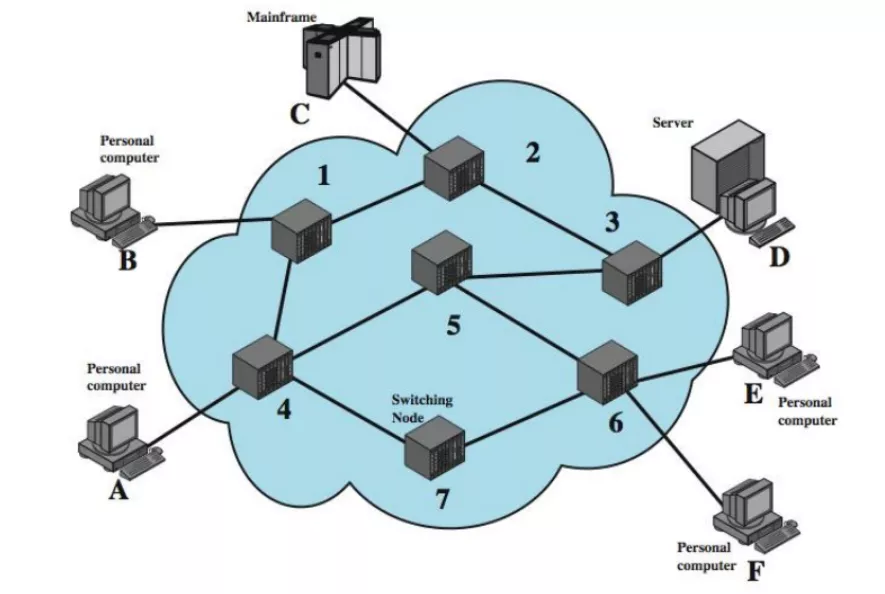 Mainframe
C
Personal
computer
B
1
2
Server
3
D
5
Personal
computer
A
4
Switching
Node
7
6
E
Personal
computer
Personal
computer
F